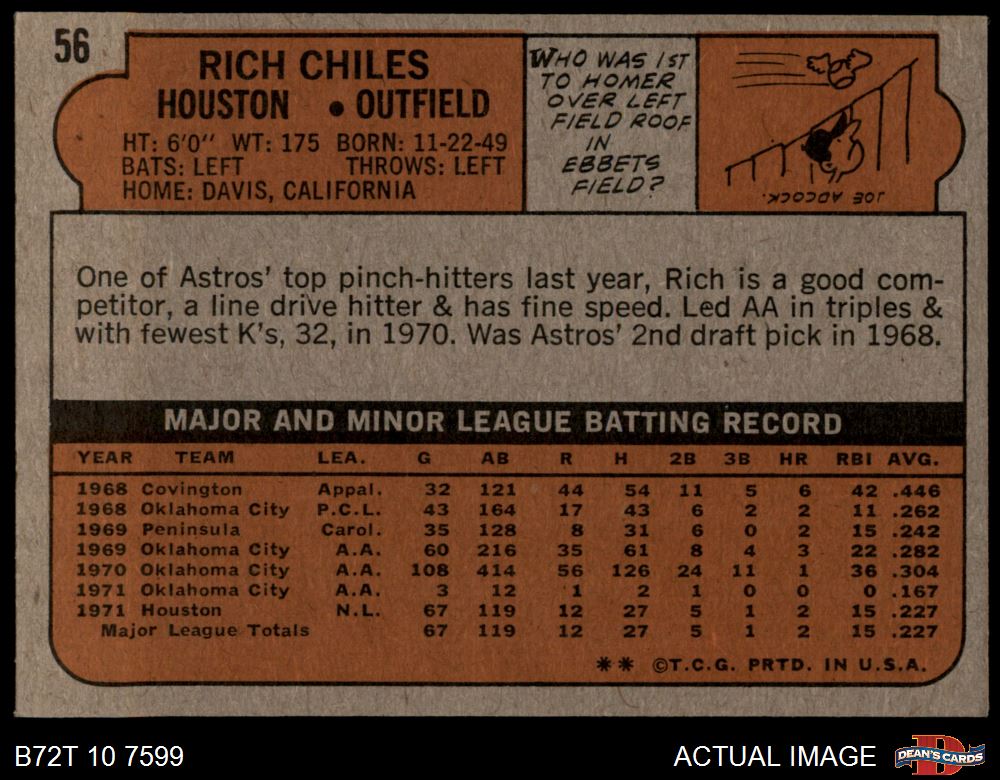 56
RICH CHILES
HOUSTON • OUTFIELD
HT: 6'0" WT: 175 BORN: 11-22-49
BATS: LEFT THROWS: LEFT
HOME: DAVIS, CALIFORNIA
WHO WAS 1ST
TO HOMER
OVER LEFT
FIELD ROOF
IN
EBBETS
FIELD?
JOE ADCOCK.
One of Astros' top pinch-hitters last year, Rich is a good com-
petitor, a line drive hitter & has fine speed. Led AA in triples &
with fewest K's, 32, in 1970. Was Astros' 2nd draft pick in 1968.
MAJOR AND MINOR LEAGUE BATTING RECORD
YEAR TEAM LEA. G AB R H 2B 3B HR RBI AVG.
1968 Covington Appal. 32 121 44 54 11 5 6 42 .446
1968 Oklahoma City P.C.L. 43 164 17 43 6 2 2 11 .262
1969 Peninsula Carol. 35 128 8 31 6 0 2 15 .242
1969 Oklahoma City A.A. 60 216 35 61 8 4 3 22 .282
1970 Oklahoma City A.A. 108 414 56 126 24 11 1 36 .304
1971 Oklahoma City A.A. 3 12 1 2 1 0 0 0 .167
1971 Houston N.L. 67 119 12 27 5 1 2 15 .227
Major League Totals 67 119 12 27 5 1 2 15 .227
** ©T.C.G. PRTD. IN U.S.A.
B72T 10 7599
ACTUAL IMAGE
DEAN'S CARDS